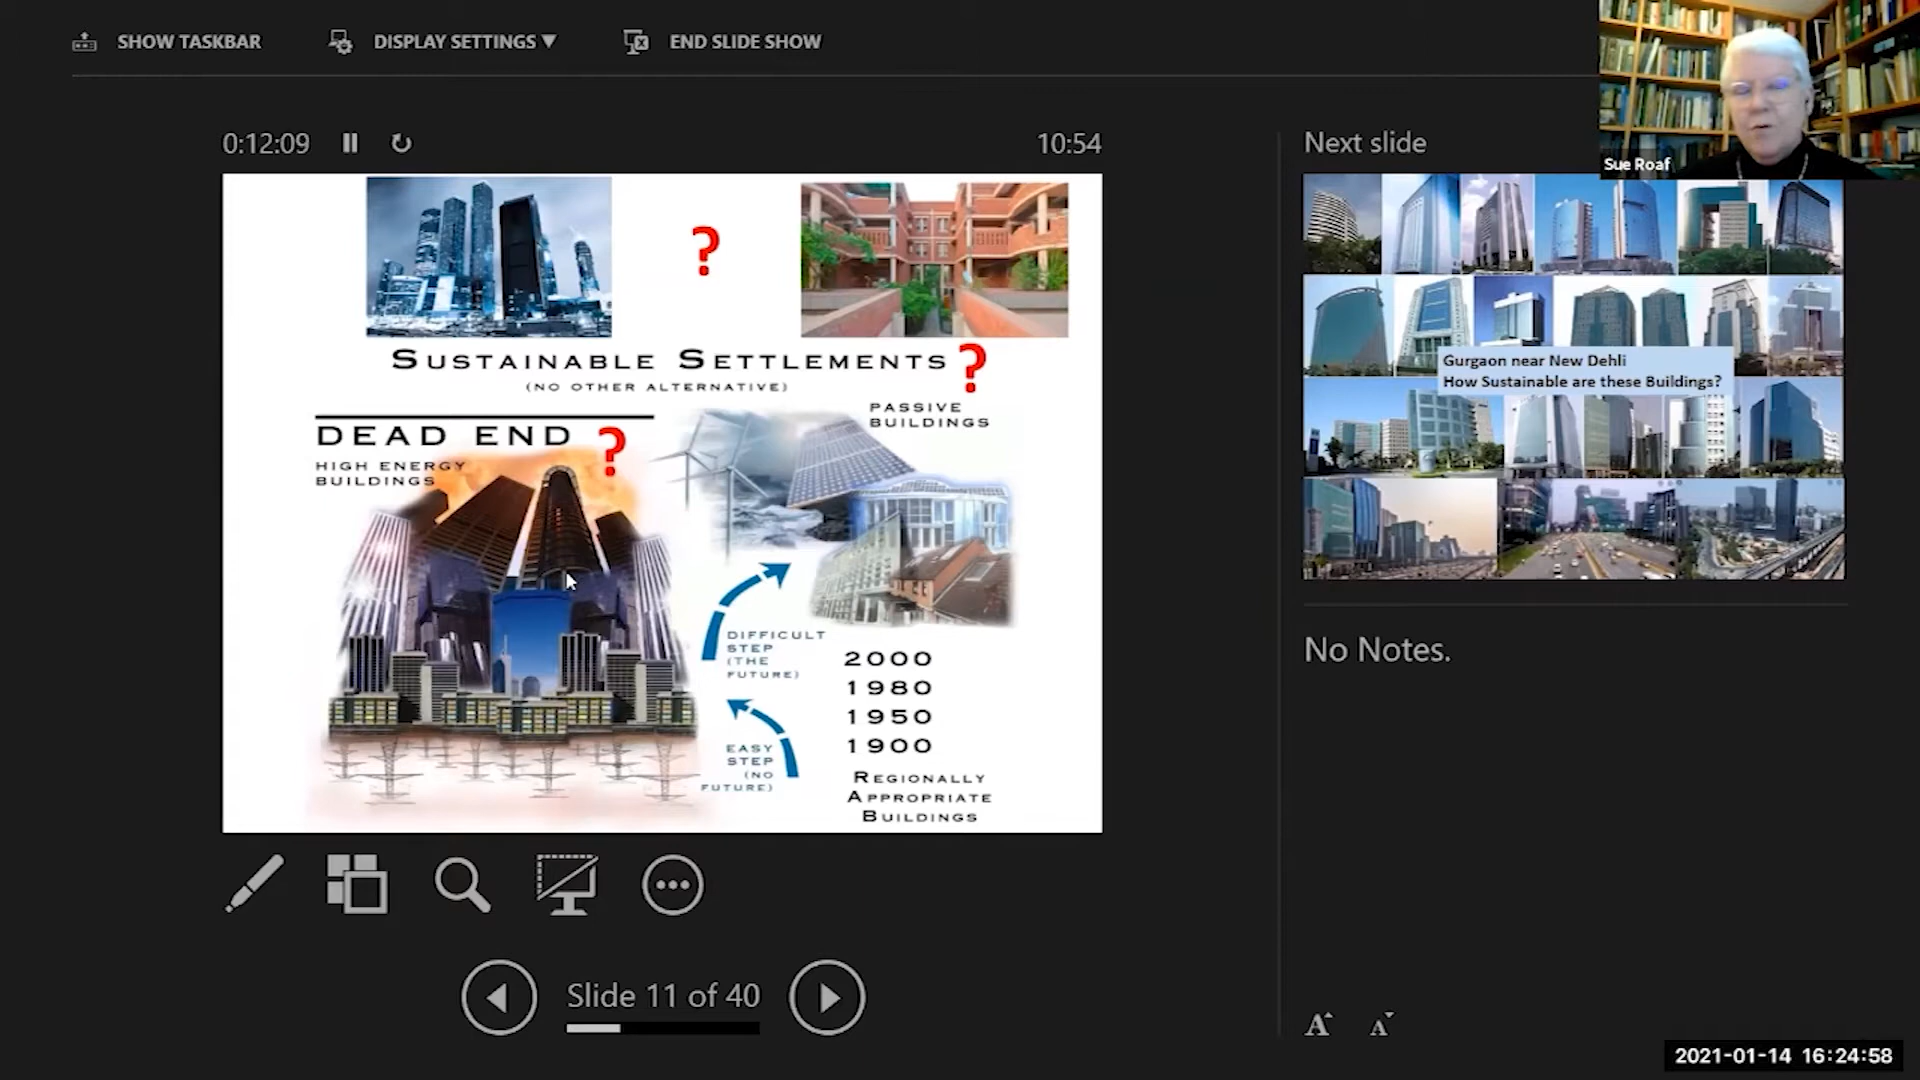 SHOW TASKBAR
DISPLAY SETTINGS ▼
END SLIDE SHOW
Sue Roaf
0:12:09
10:54
Next slide
?
SUSTAINABLE SETTLEMENTS ?
(NO OTHER ALTERNATIVE)
PASSIVE
BUILDINGS
DEAD END ?
HIGH ENERGY
BUILDINGS
DIFFICULT
STEP
(THE
FUTURE)
EASY
STEP
(NO
FUTURE)
2000
1980
1950
1900
REGIONALLY
APPROPRIATE
BUILDINGS
Gurgaon near New Dehli
How Sustainable are these Buildings?
No Notes.
Slide 11 of 40
A A
2021-01-14 16:24:58